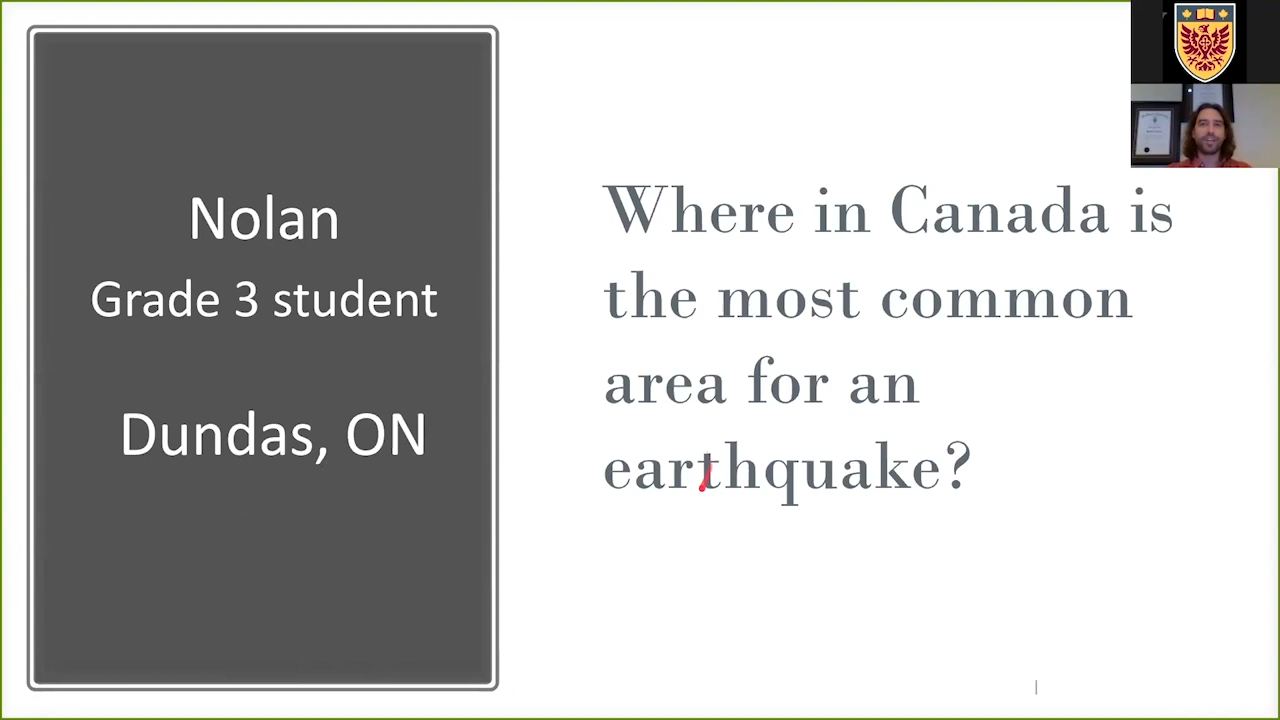 Nolan
Grade 3 student
Dundas, ON
Where in Canada is
the most common
area for an
earthquake?